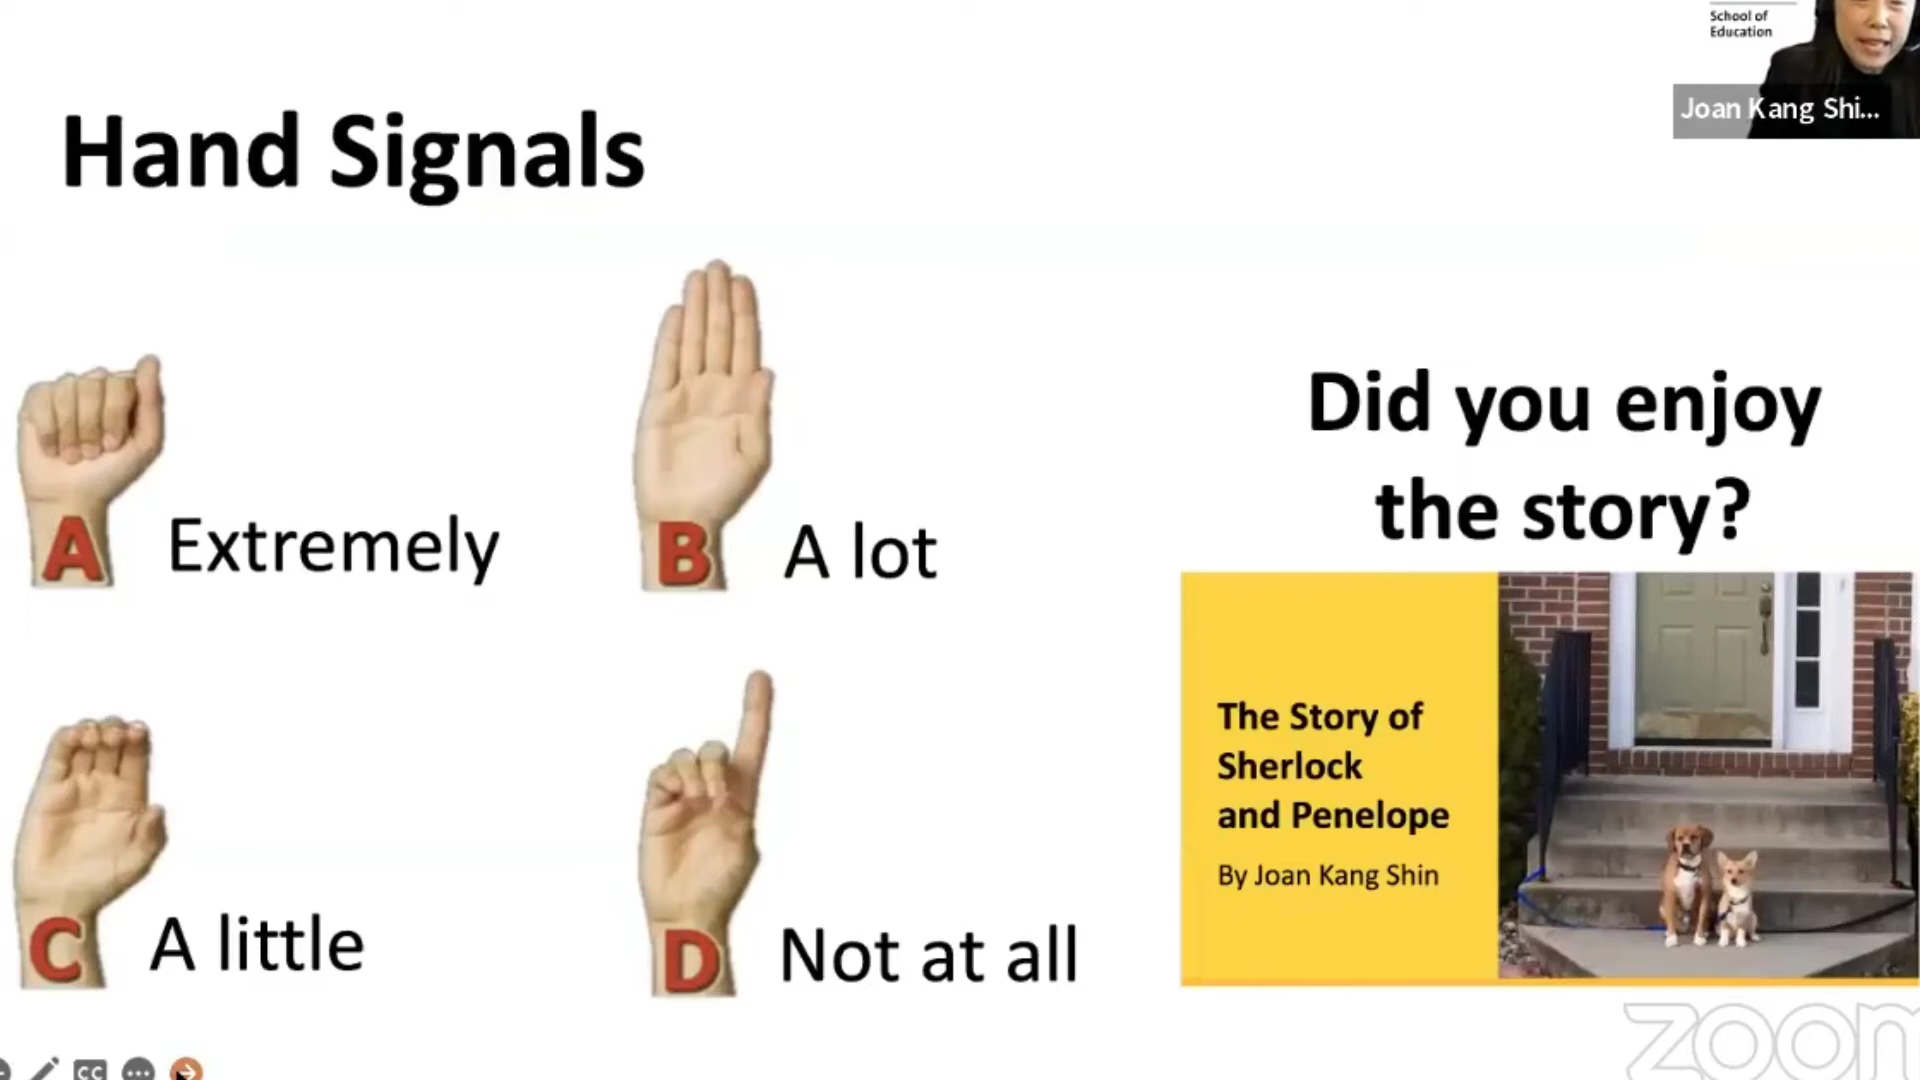 School of
Education
Joan Kang Shi...
Hand Signals
A Extremely
B A lot
C A little
D Not at all
Did you enjoy
the story?
The Story of
Sherlock
and Penelope
By Joan Kang Shin
CC
zoom